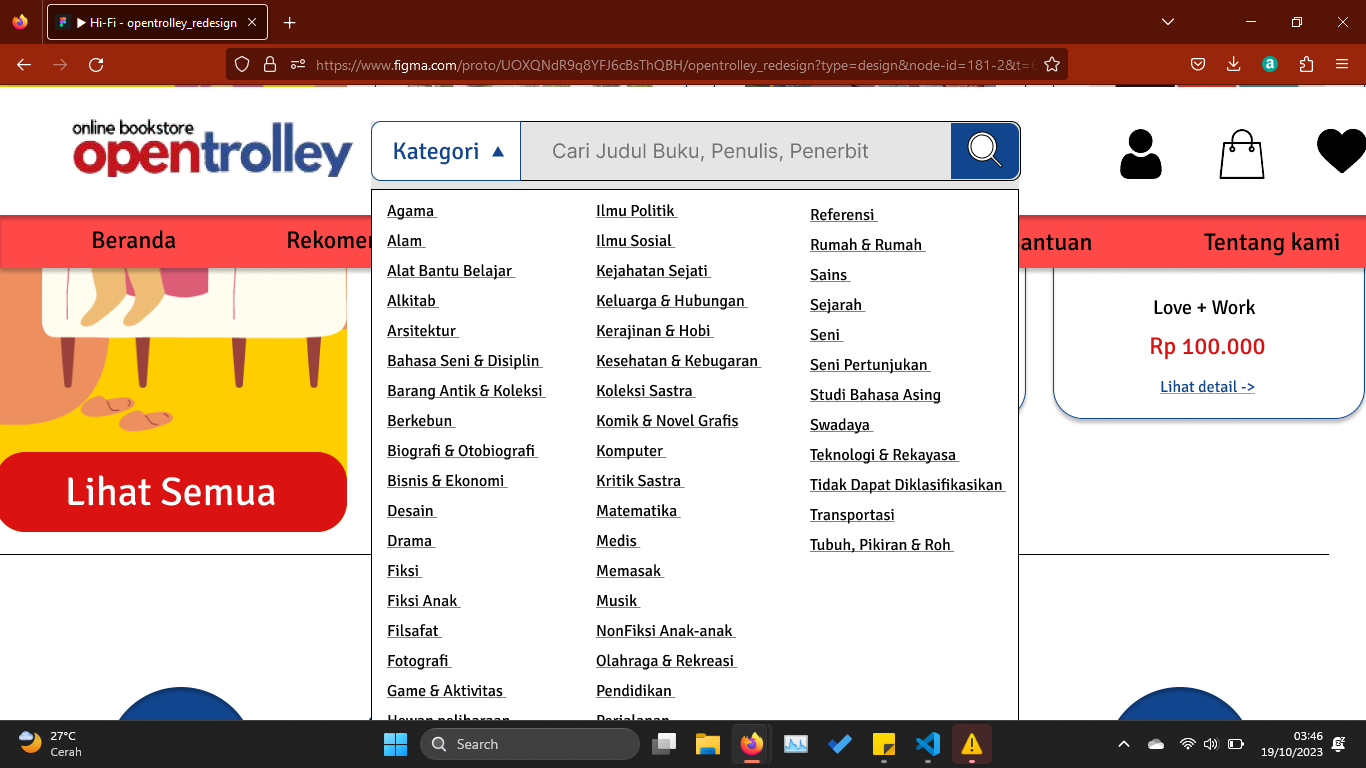 Hi-Fi - opentrolley_redesign
https://www.figma.com/proto/UOXQNdR9q8YFJ6cBsThQBH/opentrolley_redesign?type=design&node-id=181-2&t=
online bookstore
opentrolley
Kategori
Cari Judul Buku, Penulis, Penerbit
Beranda
Tentang kami
Agama
Alam
Alat Bantu Belajar
Alkitab
Arsitektur
Bahasa Seni & Disiplin
Barang Antik & Koleksi
Berkebun
Biografi & Otobiografi
Bisnis & Ekonomi
Desain
Drama
Fiksi
Fiksi Anak
Filsafat
Fotografi
Game & Aktivitas
Hewan peliharaan
Ilmu Politik
Ilmu Sosial
Kejahatan Sejati
Keluarga & Hubungan
Kerajinan & Hobi
Kesehatan & Kebugaran
Koleksi Sastra
Komik & Novel Grafis
Komputer
Kritik Sastra
Matematika
Medis
Memasak
Musik
NonFiksi Anak-anak
Olahraga & Rekreasi
Pendidikan
Perjalanan
Referensi
Rumah & Rumah
Sains
Sejarah
Seni
Seni Pertunjukan
Studi Bahasa Asing
Swadaya
Teknologi & Rekayasa
Tidak Dapat Diklasifikasikan
Transportasi
Tubuh, Pikiran & Roh
Love + Work
Rp 100.000
Lihat detail ->
Lihat Semua
27°C
Cerah
Search
03:46
19/10/2023